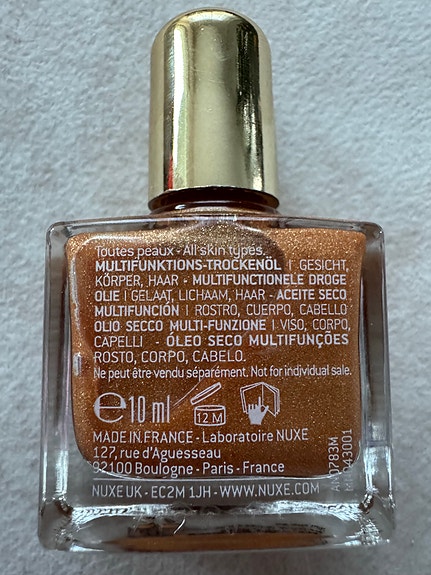 Toutes peaux - All skin types.
MULTIFUNKTIONS-TROCKENÖL | GESICHT,
KÖRPER, HAAR - MULTIFUNCTIONELE DROGE
OLIE | GELAAT, LICHAAM, HAAR - ACEITE SECO
MULTIFUNCIÓN | ROSTRO, CUERPO, CABELLO
OLIO SECCO MULTI-FUNZIONE | VISO, CORPO,
CAPELLI - ÓLEO SECO MULTIFUNÇÕES
ROSTO, CORPO, CABELO.
Ne peut être vendu séparément. Not for individual sale.
e 10 ml 12 M
MADE IN FRANCE - Laboratoire NUXE
127, rue d'Aguesseau
92100 Boulogne - Paris - France
NUXE UK - EC2M 1JH - WWW.NUXE.COM